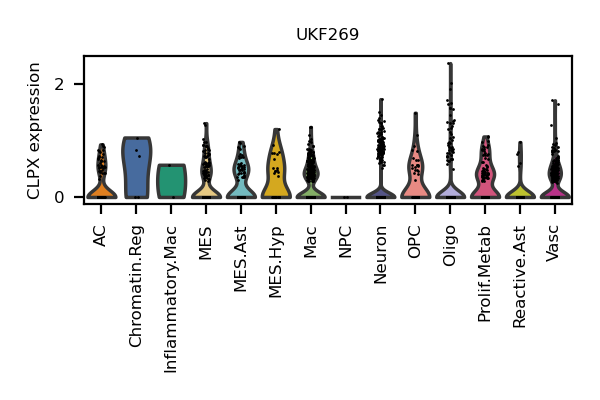 UKF269
CLPX expression
2
0
AC
Chromatin.Reg
Inflammatory.Mac
MES
MES.Ast
MES.Hyp
Mac
NPC
Neuron
OPC
Oligo
Prolif.Metab
Reactive.Ast
Vasc